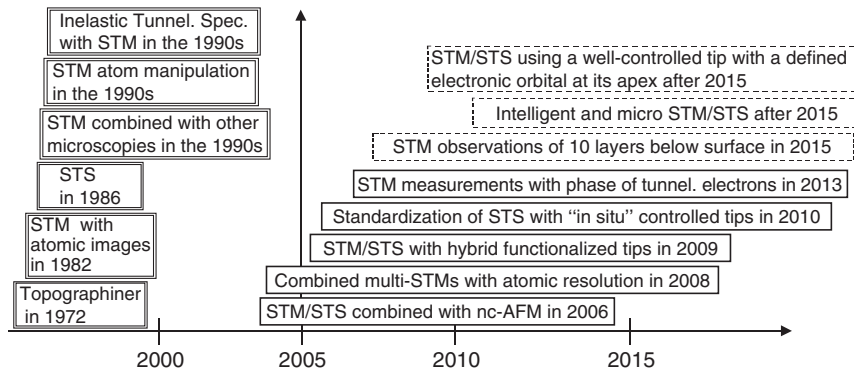 Inelastic Tunnel. Spec.
with STM in the 1990s
STM atom manipulation
in the 1990s
STM combined with other
microscopies in the 1990s
STS
in 1986
STM with
atomic images
in 1982
Topographiner
in 1972
STM/STS using a well-controlled tip with a defined
electronic orbital at its apex after 2015
Intelligent and micro STM/STS after 2015
STM observations of 10 layers below surface in 2015
STM measurements with phase of tunnel. electrons in 2013
Standardization of STS with “in situ” controlled tips in 2010
STM/STS with hybrid functionalized tips in 2009
Combined multi-STMs with atomic resolution in 2008
STM/STS combined with nc-AFM in 2006
2000 2005 2010 2015